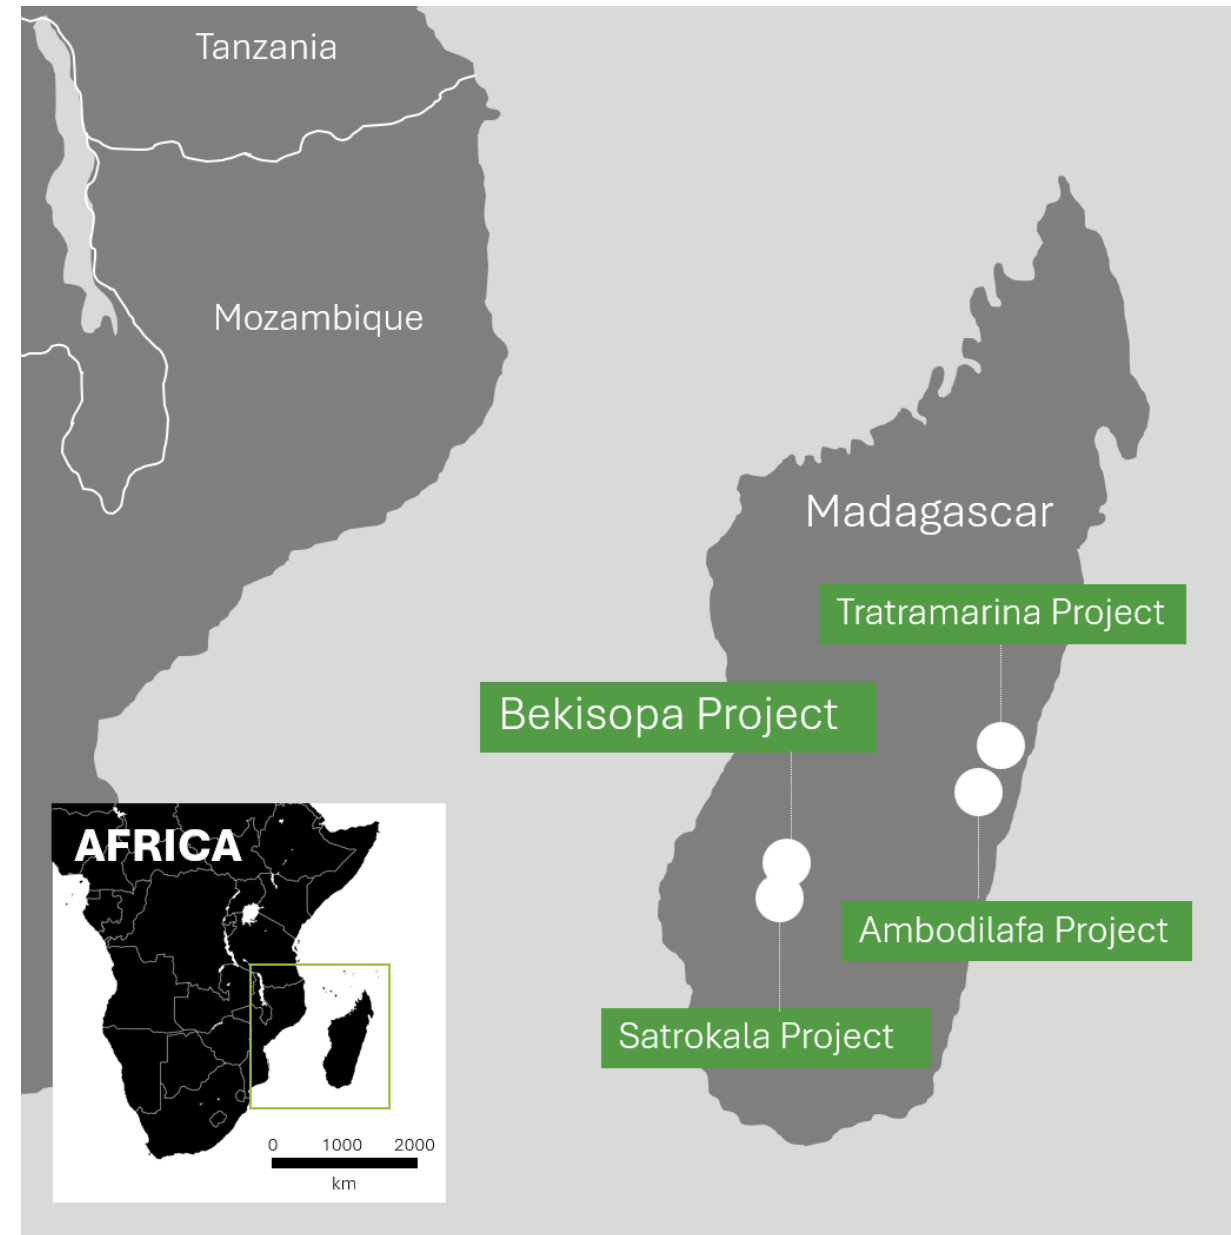 Tanzania
Mozambique
Madagascar
Tratramarina Project
Bekisopa Project
Ambodilafa Project
Satrokala Project
AFRICA
0 1000 2000
km